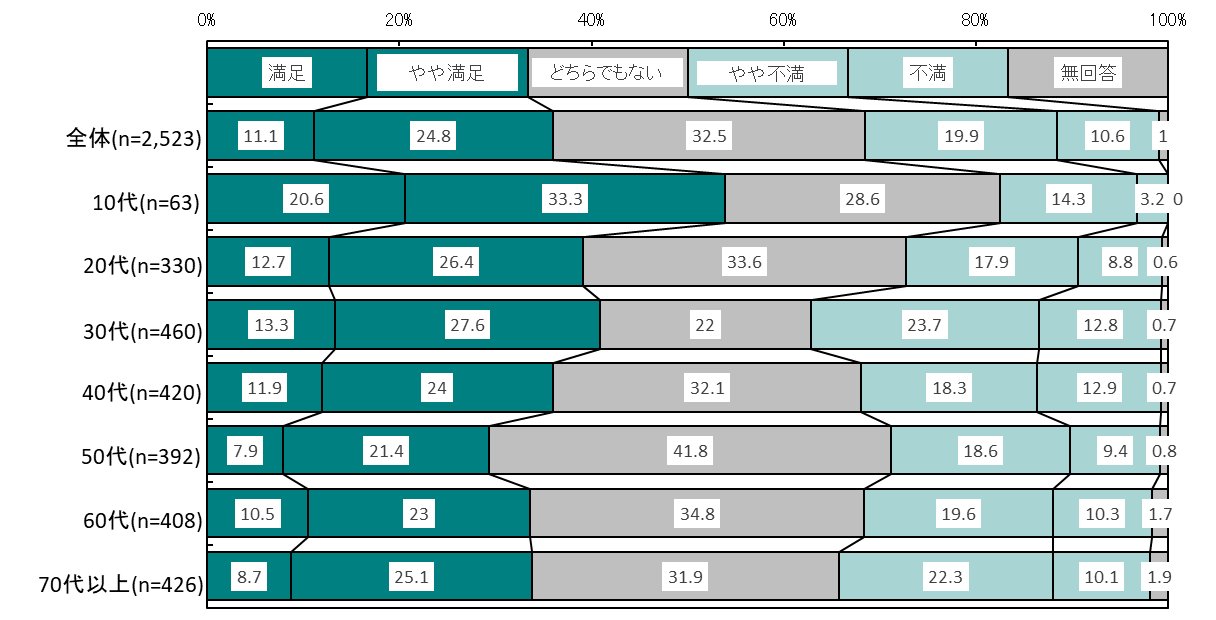 0% 20% 40% 60% 80% 100%
満足 やや満足 どちらでもない やや不満 不満 無回答
全体(n=2,523) 11.1 24.8 32.5 19.9 10.6 1
10代(n=63) 20.6 33.3 28.6 14.3 3.2 0
20代(n=330) 12.7 26.4 33.6 17.9 8.8 0.6
30代(n=460) 13.3 27.6 22 23.7 12.8 0.7
40代(n=420) 11.9 24 32.1 18.3 12.9 0.7
50代(n=392) 7.9 21.4 41.8 18.6 9.4 0.8
60代(n=408) 10.5 23 34.8 19.6 10.3 1.7
70代以上(n=426) 8.7 25.1 31.9 22.3 10.1 1.9